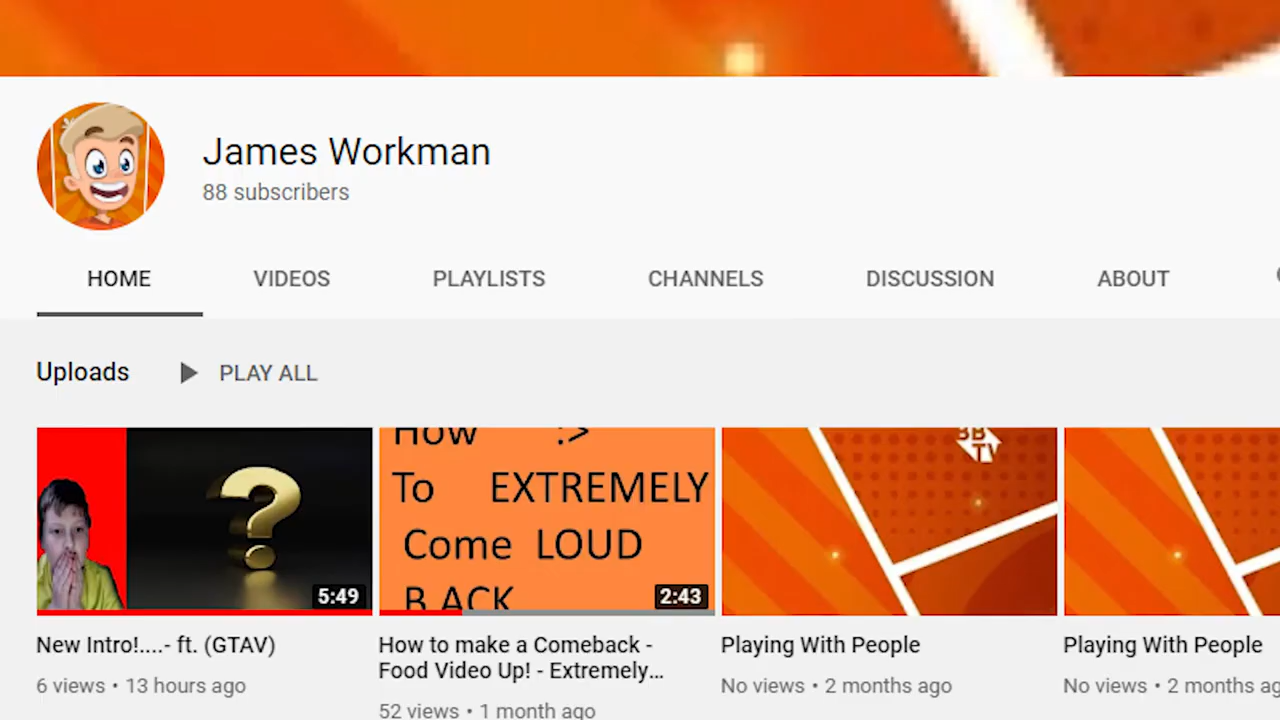 James Workman
88 subscribers
HOME VIDEOS PLAYLISTS CHANNELS DISCUSSION ABOUT
Uploads PLAY ALL
How :>
To EXTREMELY
Come LOUD
BACK
BB
TV
5:49
2:43
New Intro!....- ft. (GTAV)
6 views • 13 hours ago
How to make a Comeback -
Food Video Up! - Extremely...
52 views • 1 month ago
Playing With People
No views • 2 months ago
Playing With People
No views • 2 months ag